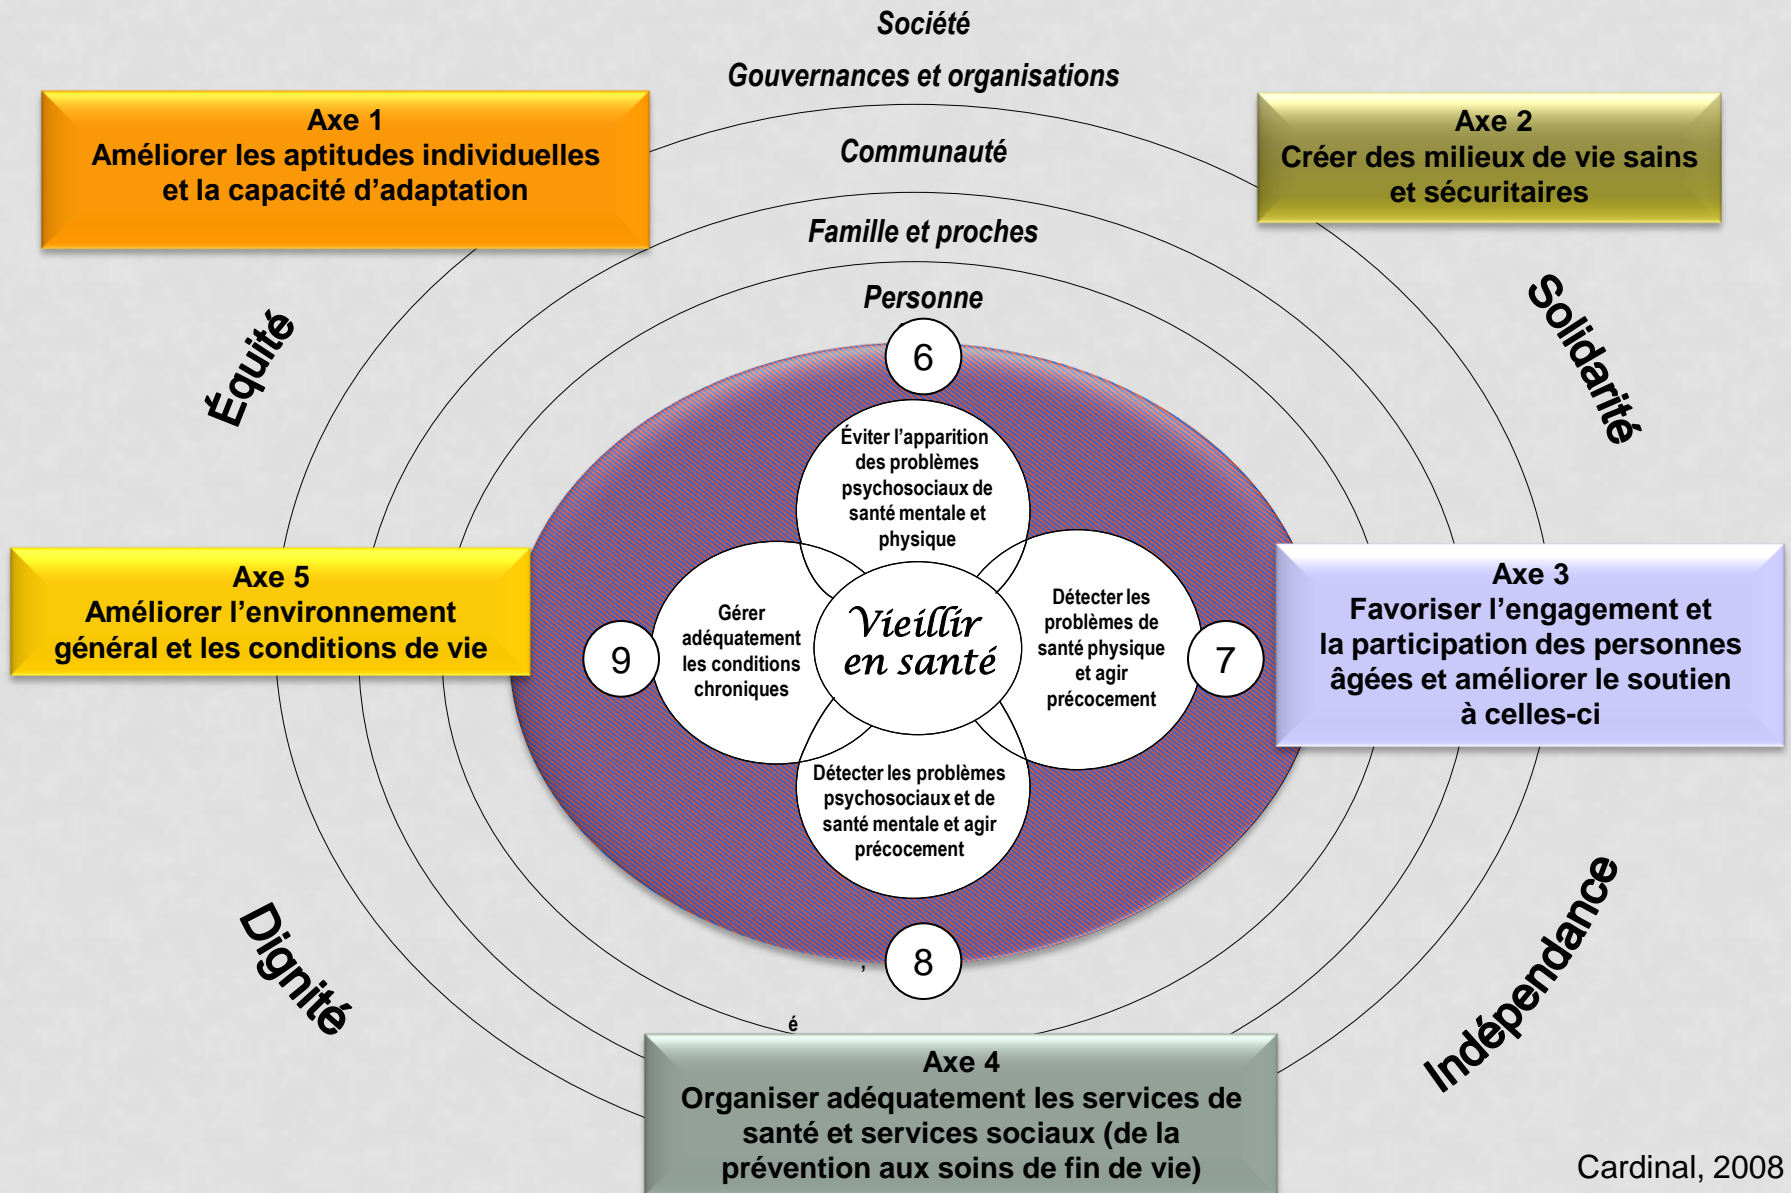 Société
Gouvernances et organisations
Axe 1
Améliorer les aptitudes individuelles
et la capacité d’adaptation
Communauté
Axe 2
Créer des milieux de vie sains
et sécuritaires
Famille et proches
Personne
Équité
Solidarité
6
Éviter l’apparition
des problèmes
psychosociaux de
santé mentale et
physique
Axe 5
Améliorer l’environnement
général et les conditions de vie
9
Gérer
adéquatement
les conditions
chroniques
Vieillir
en santé
Détecter les
problèmes de
santé physique
et agir
précocement
7
Axe 3
Favoriser l’engagement et
la participation des personnes
âgées et améliorer le soutien
à celles-ci
Détecter les problèmes
psychosociaux et de
santé mentale et agir
précocement
8
,
é
Dignité
Indépendance
Axe 4
Organiser adéquatement les services de
santé et services sociaux (de la
prévention aux soins de fin de vie)
Cardinal, 2008